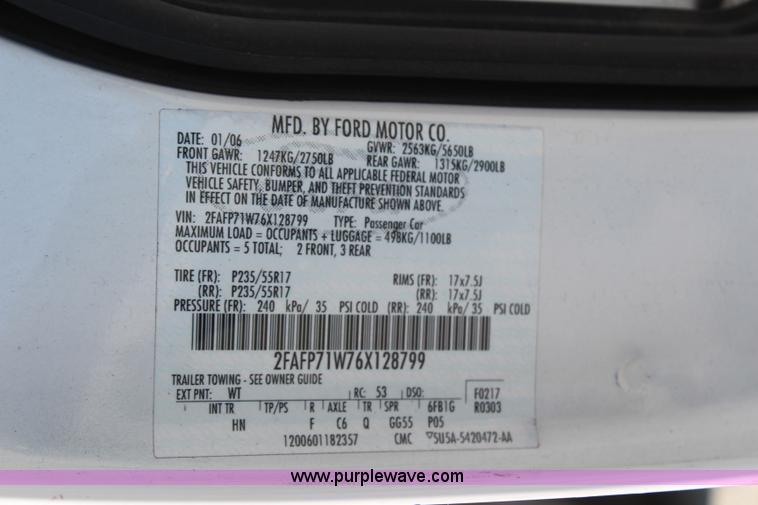 MFD. BY FORD MOTOR CO.
DATE: 01/06 GVWR: 2563KG/5650LB
FRONT GAWR: 1247KG/2750LB REAR GAWR: 1315KG/2900LB
THIS VEHICLE CONFORMS TO ALL APPLICABLE FEDERAL MOTOR
VEHICLE SAFETY, BUMPER, AND THEFT PREVENTION STANDARDS
IN EFFECT ON THE DATE OF MANUFACTURE SHOWN ABOVE.
VIN: 2FAFP71W76X128799 TYPE: Passenger Car
MAXIMUM LOAD = OCCUPANTS + LUGGAGE = 498KG/1100LB
OCCUPANTS = 5 TOTAL; 2 FRONT, 3 REAR
TIRE (FR): P235/55R17 RIMS (FR): 17x7.5J
(RR): P235/55R17 (RR): 17x7.5J
PRESSURE (FR): 240 kPa/ 35 PSI COLD (RR): 240 kPa/ 35 PSI COLD
2FAFP71W76X128799
TRAILER TOWING - SEE OWNER GUIDE
EXT PNT: WT RC: 53 DSO: F0217
INT TR TP/PS R AXLE TR SPR 6FB1G R0303
HN F C6 Q GG55 P05
1200601182357 CMC 5U5A-5420472-AA
www.purplewave.com